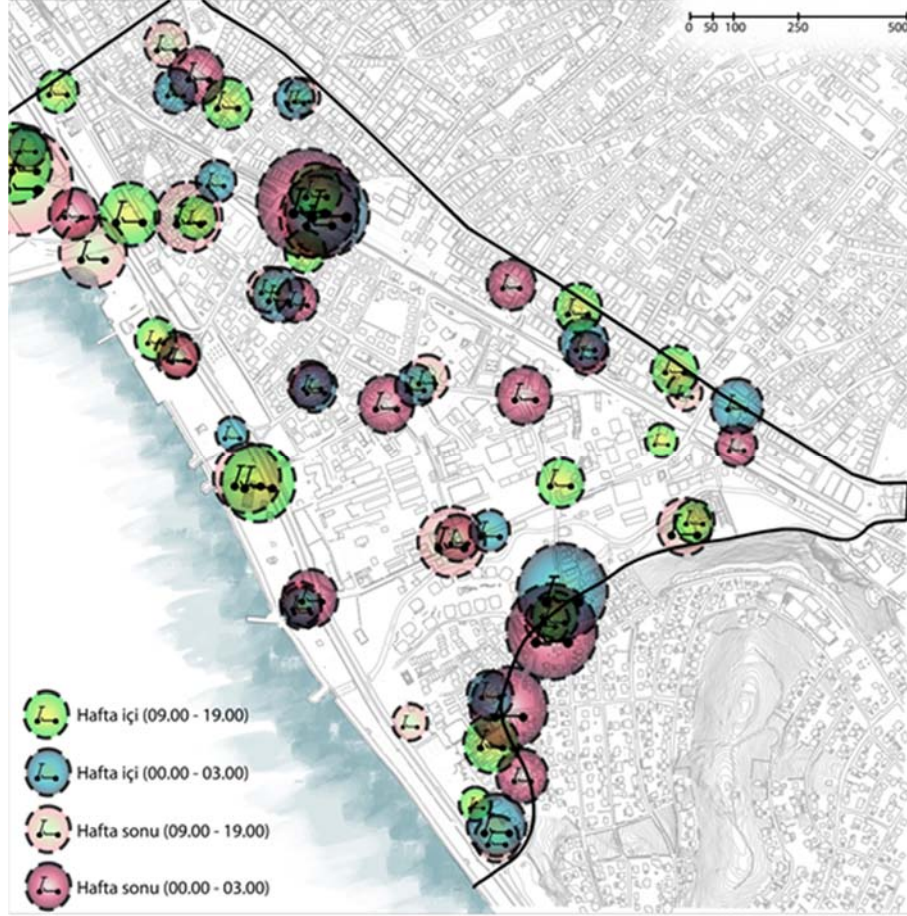 0 50 100 250 500
Hafta içi (09.00 - 19.00)
Hafta içi (00.00 - 03.00)
Hafta sonu (09.00 - 19.00)
Hafta sonu (00.00 - 03.00)